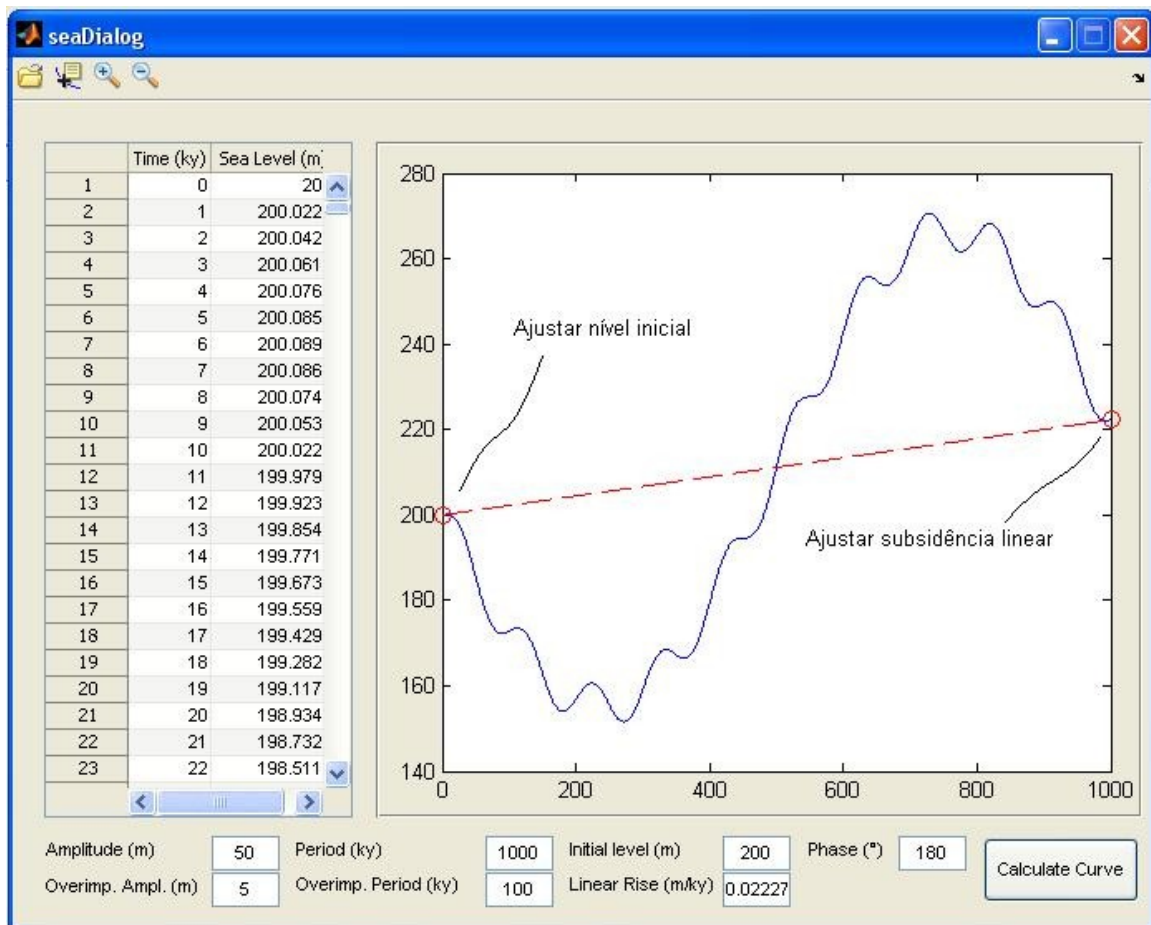 seaDialog
Time (ky) Sea Level (m)
1 0 20
2 1 200.022
3 2 200.042
4 3 200.061
5 4 200.076
6 5 200.085
7 6 200.089
8 7 200.086
9 8 200.074
10 9 200.053
11 10 200.022
12 11 199.979
13 12 199.923
14 13 199.854
15 14 199.771
16 15 199.673
17 16 199.559
18 17 199.429
19 18 199.282
20 19 199.117
21 20 198.934
22 21 198.732
23 22 198.511
280
260
240
220
200
180
160
140
0 200 400 600 800 1000
Ajustar nível inicial
Ajustar subsidência linear
Amplitude (m) 50 Period (ky) 1000 Initial level (m) 200 Phase (°) 180
Overimp. Ampl. (m) 5 Overimp. Period (ky) 100 Linear Rise (m/ky) 0.02227
Calculate Curve